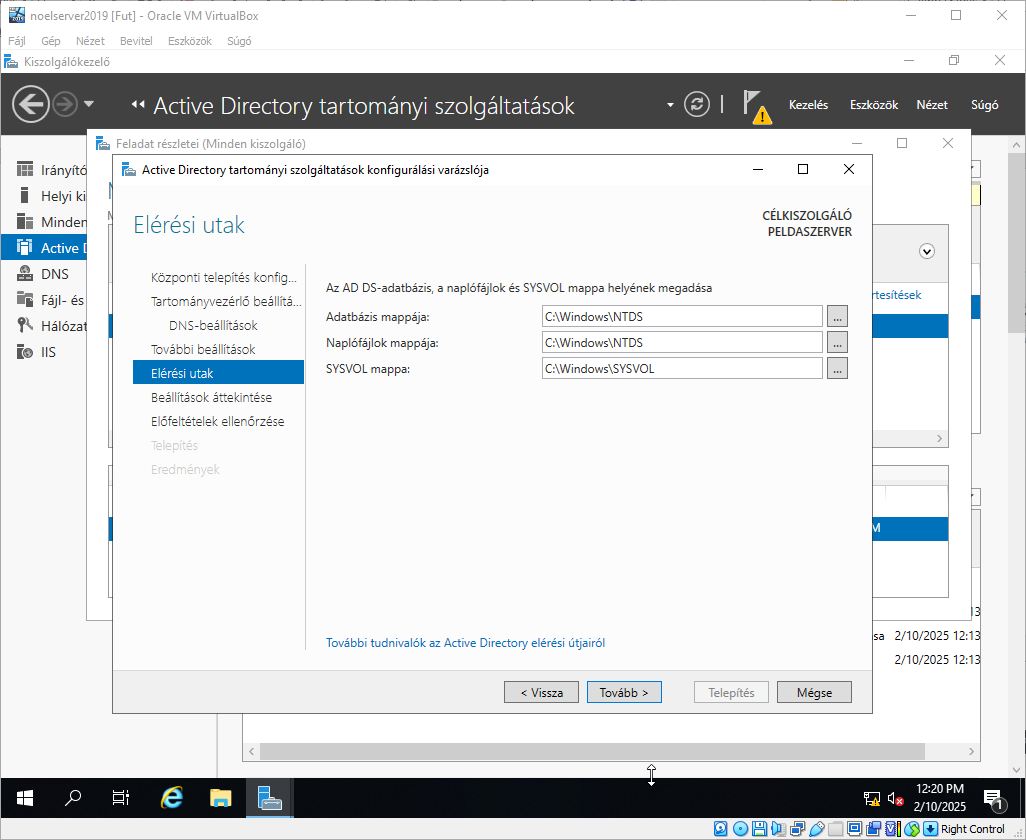 noelserver2019 [Fut] - Oracle VM VirtualBox
Fájl Gép Nézet Bevitel Eszközök Súgó
Kiszolgálókezelő
Active Directory tartományi szolgáltatások
Kezelés Eszközök Nézet Súgó
Feladat részletei (Minden kiszolgáló)
Irányító
Helyi ki
Minden
Active D
DNS
Fájl- és
Hálózat
IIS
Active Directory tartományi szolgáltatások konfigurálási varázslója
Elérési utak
CÉLKISZOLGÁLÓ
PELDASZERVER
Központi telepítés konfig...
Tartományvezérlő beállítá...
DNS-beállítások
További beállítások
Elérési utak
Beállítások áttekintése
Előfeltételek ellenőrzése
Telepítés
Eredmények
Az AD DS-adatbázis, a naplófájlok és SYSVOL mappa helyének megadása
Adatbázis mappája: C:\Windows\NTDS ...
Naplófájlok mappája: C:\Windows\NTDS ...
SYSVOL mappa: C:\Windows\SYSVOL ...
További tudnivalók az Active Directory elérési útjairól
< Vissza Tovább > Telepítés Mégse
rtesítések
M
13
sa 2/10/2025 12:13
2/10/2025 12:13
12:20 PM
2/10/2025
1
Right Control